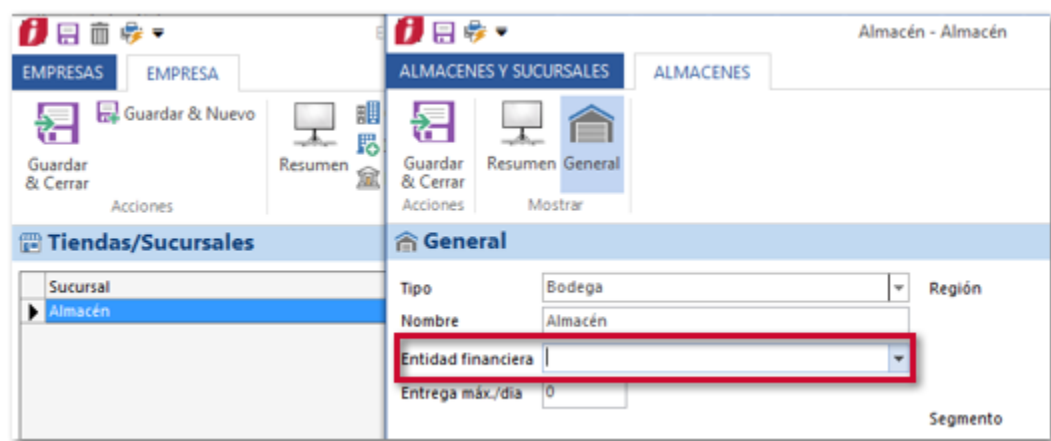 Almacén - Almacén
EMPRESAS EMPRESA
Guardar & Nuevo
Guardar & Cerrar
Resumen
Acciones
Tiendas/Sucursales
Sucursal
Almacén
ALMACENES Y SUCURSALES ALMACENES
Guardar & Cerrar
Resumen General
Acciones Mostrar
General
Tipo Bodega Región
Nombre Almacén
Entidad financiera
Entrega máx./dia 0
Segmento